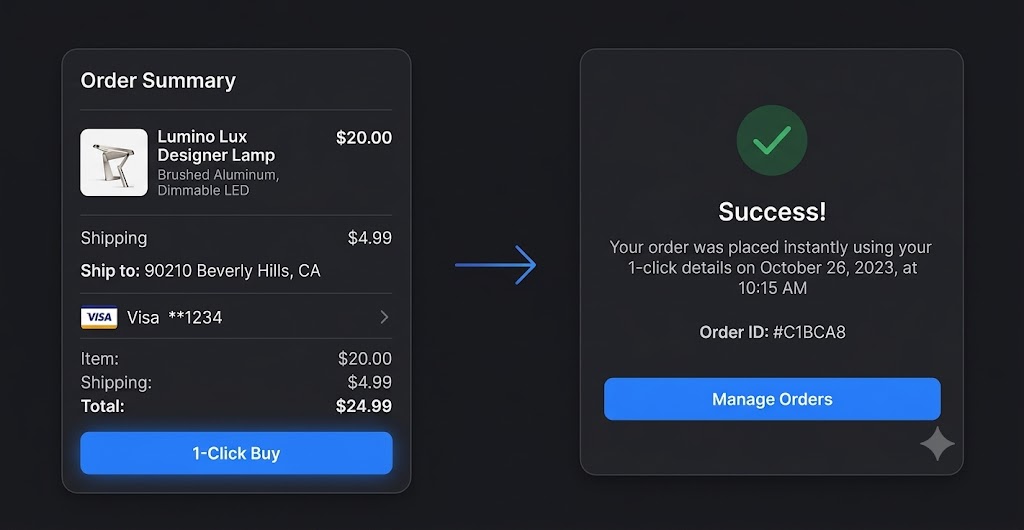 Order Summary
Lumino Lux
Designer Lamp
$20.00
Brushed Aluminum,
Dimmable LED
Shipping $4.99
Ship to: 90210 Beverly Hills, CA
VISA Visa **1234
Item: $20.00
Shipping: $4.99
Total: $24.99
1-Click Buy
Success!
Your order was placed instantly using your
1-click details on October 26, 2023, at
10:15 AM
Order ID: #C1BCA8
Manage Orders